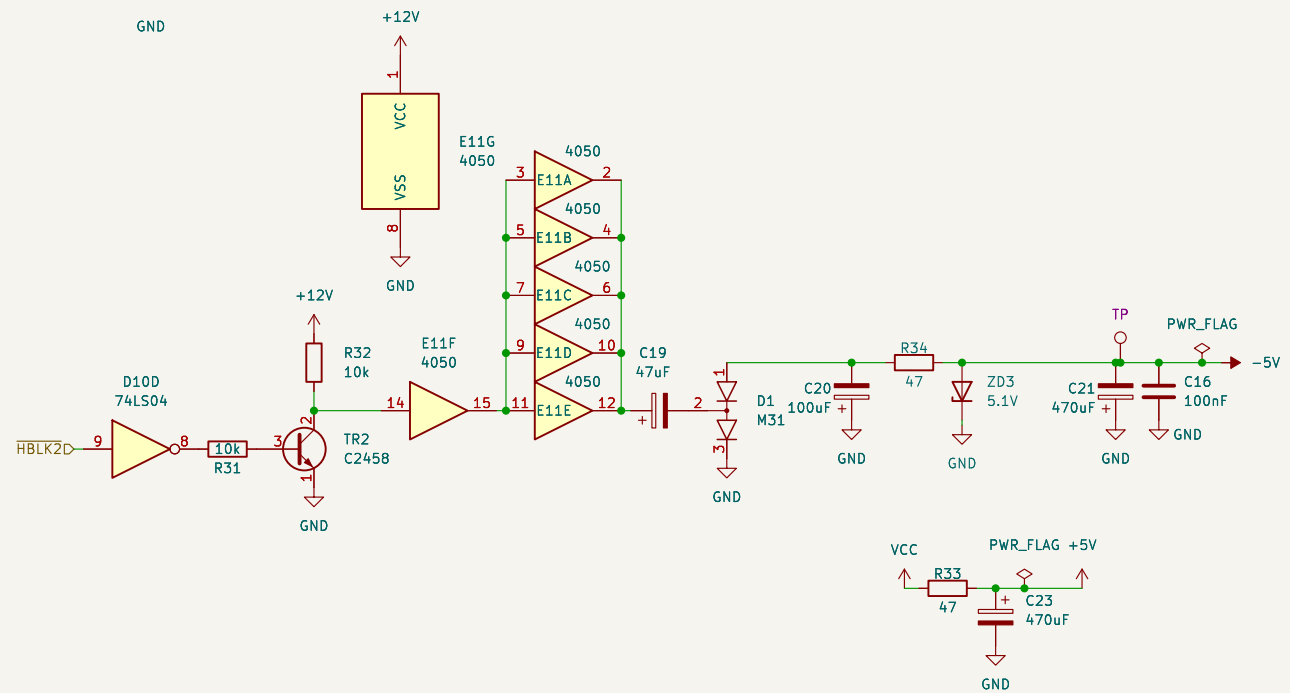 GND
+12V
1
VCC
VSS
8
GND
E11G
4050
4050
3
E11A
2
4050
5
E11B
4
4050
7
E11C
6
4050
9
E11D
10
4050
11
E11E
12
+12V
R32
10k
E11F
4050
14
15
D10D
74LS04
HBLK2
9
8
10k
R31
3
2
1
TR2
C2458
GND
C19
47uF
+
2
1
3
D1
M31
GND
C20
100uF
+
GND
R34
47
ZD3
5.1V
GND
TP
PWR_FLAG
-5V
C21
470uF
+
GND
C16
100nF
GND
VCC
R33
47
PWR_FLAG
+5V
+
C23
470uF
GND